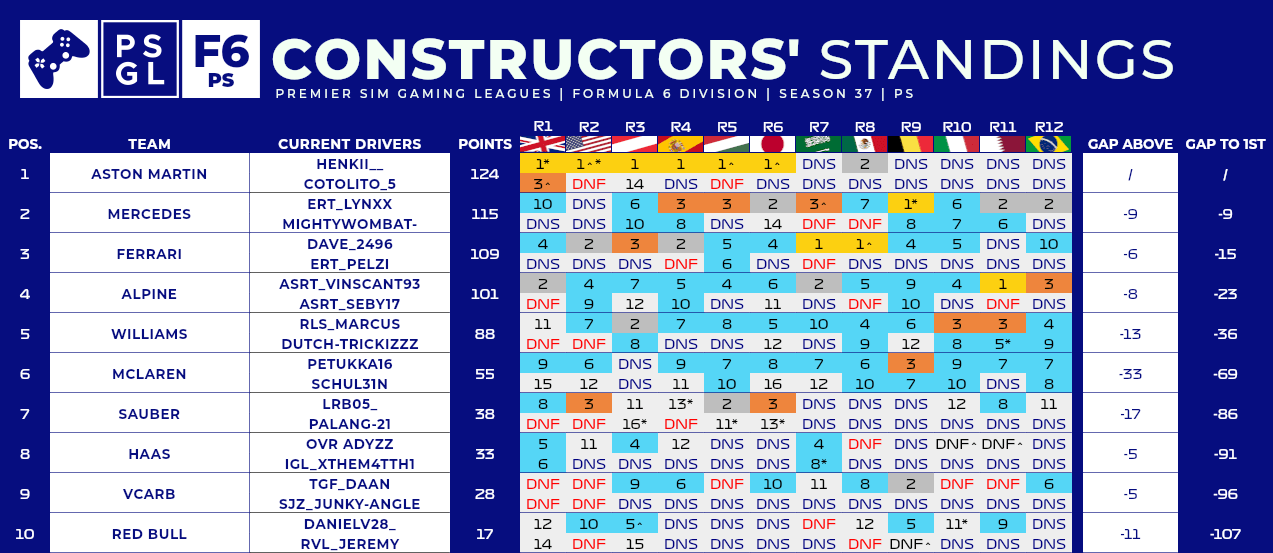 PS GL
F6 PS
CONSTRUCTORS' STANDINGS
PREMIER SIM GAMING LEAGUES | FORMULA 6 DIVISION | SEASON 37 | PS
R1 R2 R3 R4 R5 R6 R7 R8 R9 R10 R11 R12
POS. TEAM CURRENT DRIVERS POINTS GAP ABOVE GAP TO 1ST
HENKII__ 1* 1^* 1 1 1^ 1^ DNS 2 DNS DNS DNS DNS
1 ASTON MARTIN 124 / /
COTOLITO_5 3^ DNF 14 DNS DNF DNS DNS DNS DNS DNS DNS DNS
ERT_LYNXX 10 DNS 6 3 3 2 3^ 7 1* 6 2 2
2 MERCEDES 115 -9 -9
MIGHTYWOMBAT- DNS DNS 10 8 DNS 14 DNF DNF 8 7 6 DNS
DAVE_2496 4 2 3 2 5 4 1 1^ 4 5 DNS 10
3 FERRARI 109 -6 -15
ERT_PELZI DNS DNS DNS DNF 6 DNS DNF DNS DNS DNS DNS DNS
ASRT_VINSCANT93 2 4 7 5 4 6 2 5 9 4 1 3
4 ALPINE 101 -8 -23
ASRT_SEBY17 DNF 9 12 10 DNS 11 DNS DNF 10 DNS DNF DNS
RLS_MARCUS 11 7 2 7 8 5 10 4 6 3 3 4
5 WILLIAMS 88 -13 -36
DUTCH-TRICKIZZZ DNF DNF 8 DNS DNS 12 DNS 9 12 8 5* 9
PETUKKA16 9 6 DNS 9 7 8 7 6 3 9 7 7
6 MCLAREN 55 -33 -69
SCHUL31N 15 12 DNS 11 10 16 12 10 7 10 DNS 8
LRB05_ 8 3 11 13* 2 3 DNS DNS DNS 12 8 11
7 SAUBER 38 -17 -86
PALANG-21 DNF DNF 16* DNF 11* 13* DNS DNS DNS DNS DNS DNS
OVR ADYZZ 5 11 4 12 DNS DNS 4 DNF DNS DNF^ DNF^ DNS
8 HAAS 33 -5 -91
IGL_XTHEM4TTH1 6 DNS DNS DNS DNS DNS 8* DNS DNS DNS DNS DNS
TGF_DAAN DNF DNF 9 6 DNF 10 11 8 2 DNF DNF 6
9 VCARB 28 -5 -96
SJZ_JUNKY-ANGLE DNF DNF DNS DNS DNS DNS DNS DNS DNS DNS DNS DNS
DANIELV28_ 12 10 5^ DNS DNS DNS DNF 12 5 11* 9 DNS
10 RED BULL 17 -11 -107
RVL_JEREMY 14 DNF 15 DNS DNS DNS DNS DNF DNF^ DNS DNS DNS